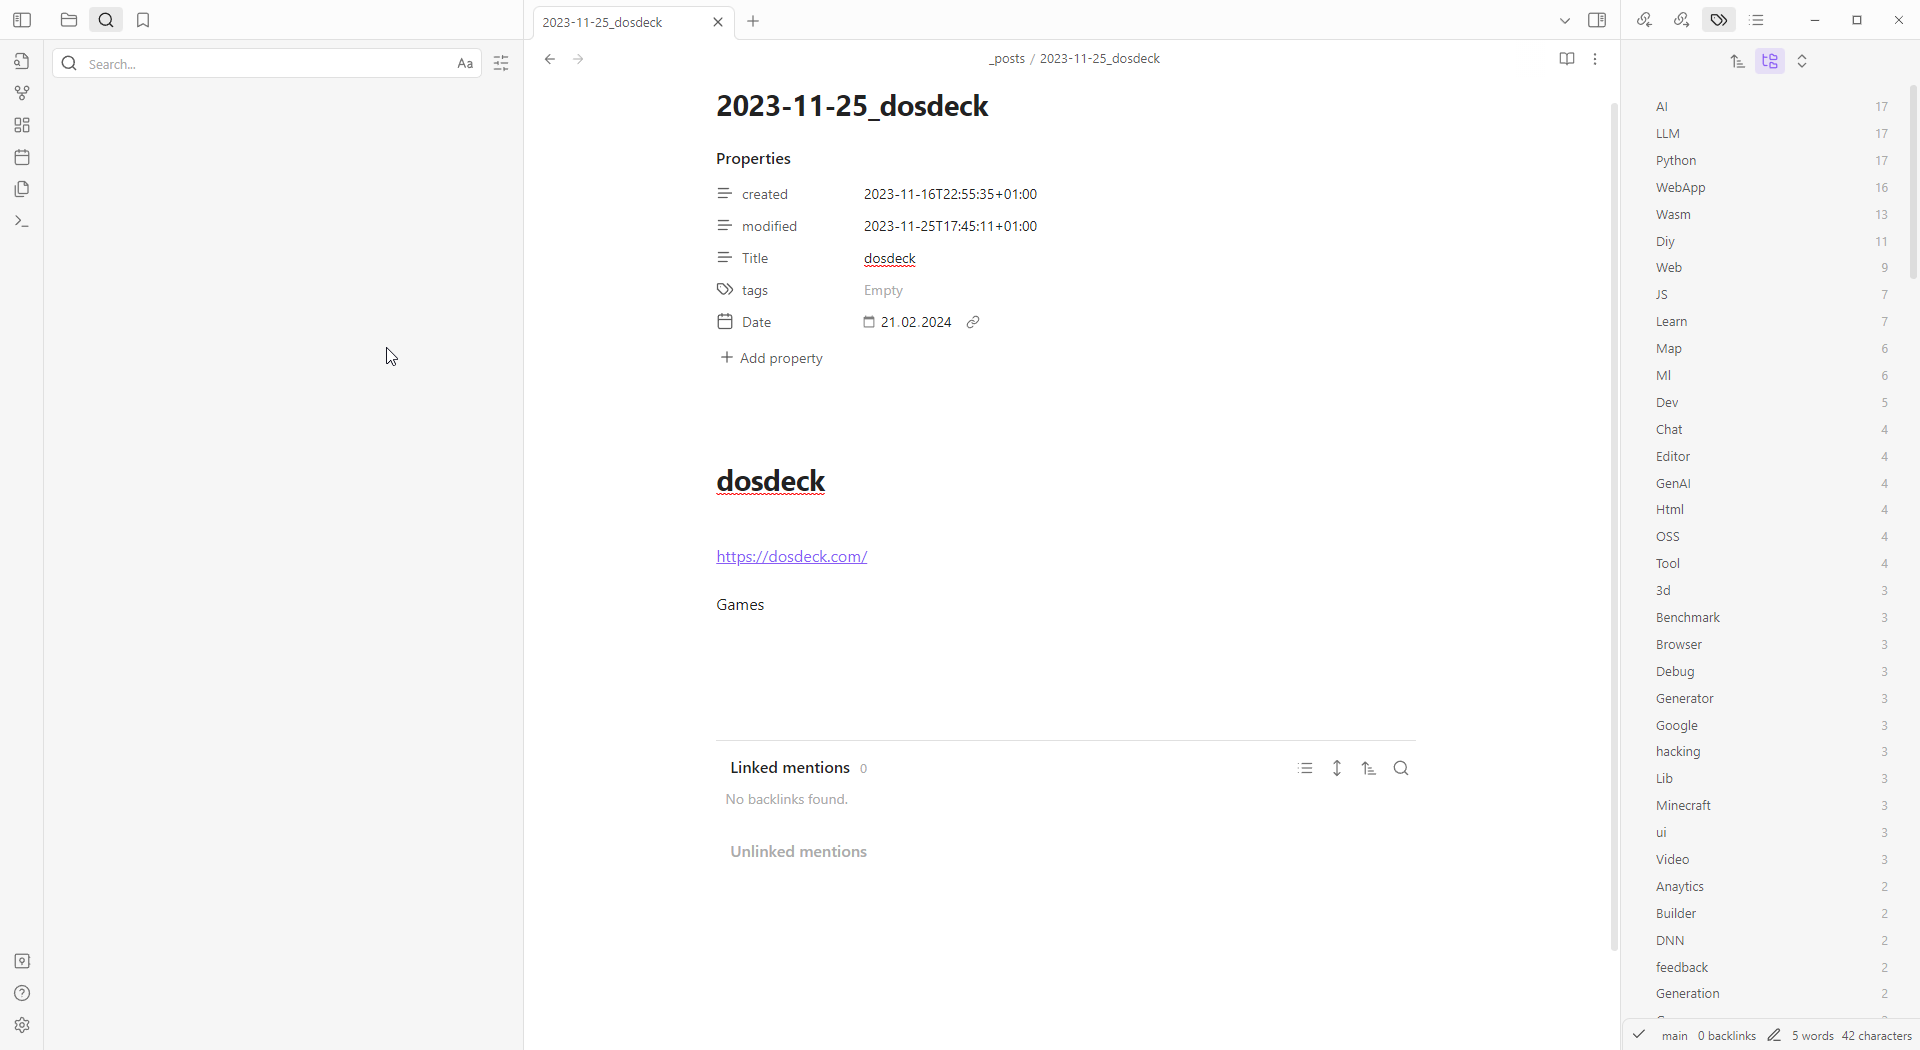 2023-11-25_dosdeck
Search...
Aa
_posts / 2023-11-25_dosdeck
2023-11-25_dosdeck
Properties
created 2023-11-16T22:55:35+01:00
modified 2023-11-25T17:45:11+01:00
Title dosdeck
tags Empty
Date 21.02.2024
Add property
dosdeck
https://dosdeck.com/
Games
Linked mentions 0
No backlinks found.
Unlinked mentions
AI 17
LLM 17
Python 17
WebApp 16
Wasm 13
Diy 11
Web 9
JS 7
Learn 7
Map 6
Ml 6
Dev 5
Chat 4
Editor 4
GenAI 4
Html 4
OSS 4
Tool 4
3d 3
Benchmark 3
Browser 3
Debug 3
Generator 3
Google 3
hacking 3
Lib 3
Minecraft 3
ui 3
Video 3
Anaytics 2
Builder 2
DNN 2
feedback 2
Generation 2
main 0 backlinks 5 words 42 characters